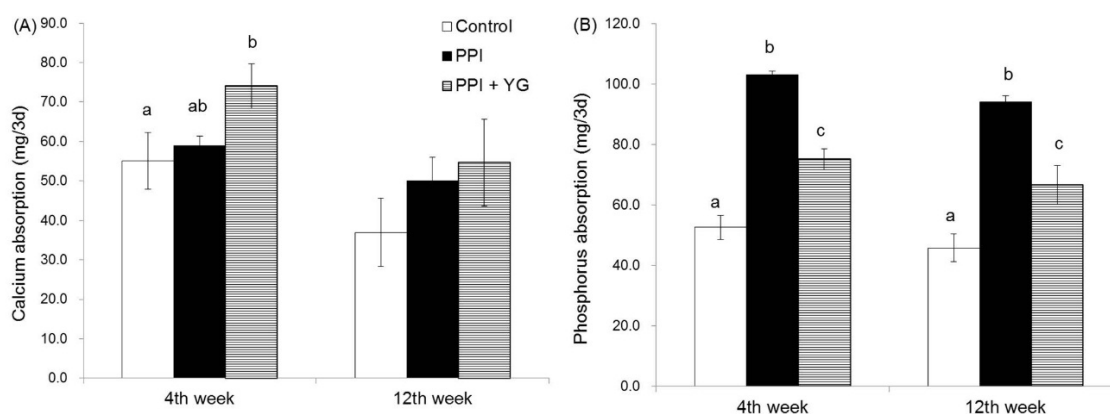 (A)
90.0
80.0
70.0
60.0
50.0
40.0
30.0
20.0
10.0
0.0
Calcium absorption (mg/3d)
Control
PPI
PPI + YG
a
ab
b
4th week
12th week
(B)
120.0
100.0
80.0
60.0
40.0
20.0
0.0
Phosphorus absorption (mg/3d)
a
b
c
a
b
c
4th week
12th week